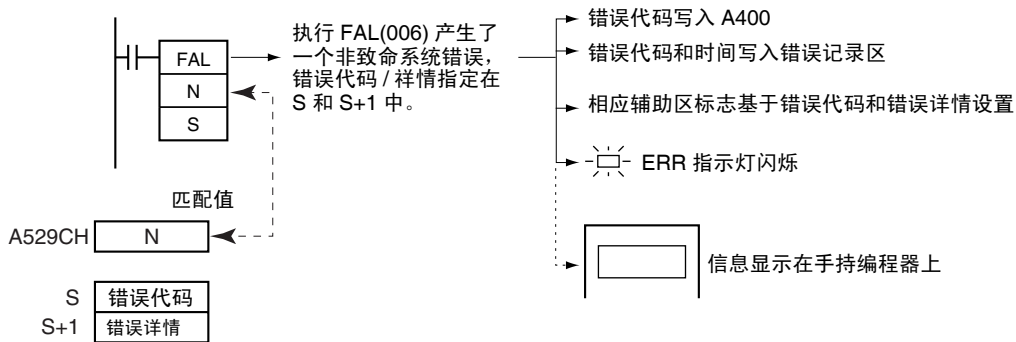 FAL
N
S
执行 FAL(006) 产生了
一个非致命系统错误,
错误代码 / 祥情指定在
S 和 S+1 中。
错误代码写入 A400
错误代码和时间写入错误记录区
相应辅助区标志基于错误代码和错误详情设置
ERR 指示灯闪烁
信息显示在手持编程器上
匹配值
A529CH N
S 错误代码
S+1 错误详情